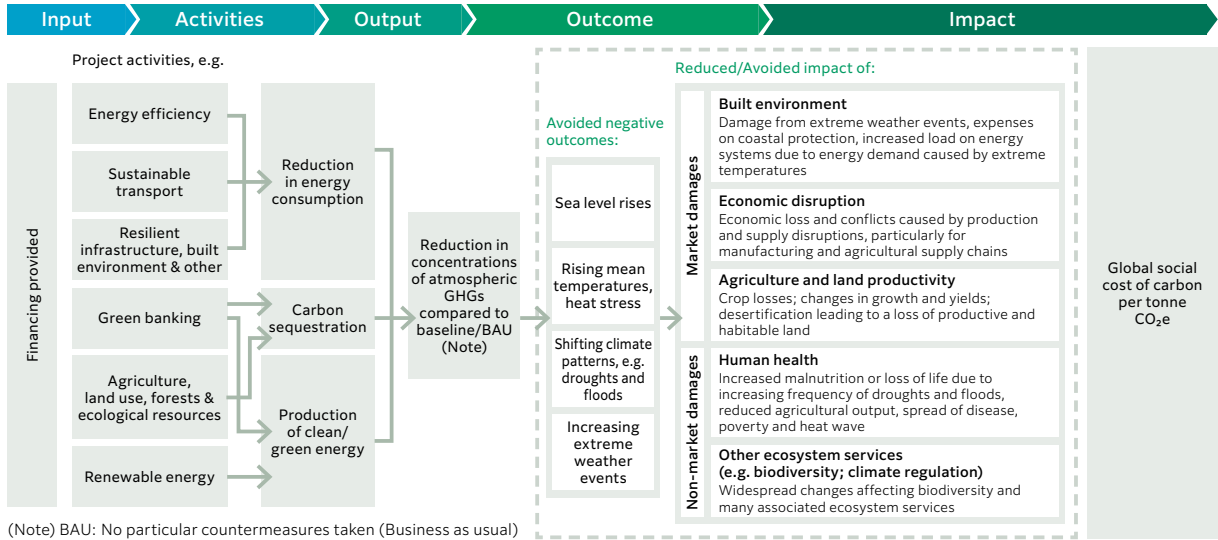 Input
Activities
Output
Outcome
Impact
Project activities, e.g.
Financing provided
Energy efficiency
Sustainable
transport
Resilient
infrastructure, built
environment & other
Green banking
Agriculture,
land use, forests &
ecological resources
Renewable energy
Reduction
in energy
consumption
Carbon
sequestration
Production
of clean/
green energy
Reduction in
concentrations
of atmospheric
GHGs
compared to
baseline/BAU
(Note)
Avoided negative
outcomes:
Sea level rises
Rising mean
temperatures,
heat stress
Shifting climate
patterns, e.g.
droughts and
floods
Increasing
extreme
weather
events
Reduced/Avoided impact of:
Market damages
Built environment
Damage from extreme weather events, expenses
on coastal protection, increased load on energy
systems due to energy demand caused by extreme
temperatures
Economic disruption
Economic loss and conflicts caused by production
and supply disruptions, particularly for
manufacturing and agricultural supply chains
Agriculture and land productivity
Crop losses; changes in growth and yields;
desertification leading to a loss of productive and
habitable land
Non-market damages
Human health
Increased malnutrition or loss of life due to
increasing frequency of droughts and floods,
reduced agricultural output, spread of disease,
poverty and heat wave
Other ecosystem services
(e.g. biodiversity; climate regulation)
Widespread changes affecting biodiversity and
many associated ecosystem services
Global social
cost of carbon
per tonne
CO₂e
(Note) BAU: No particular countermeasures taken (Business as usual)